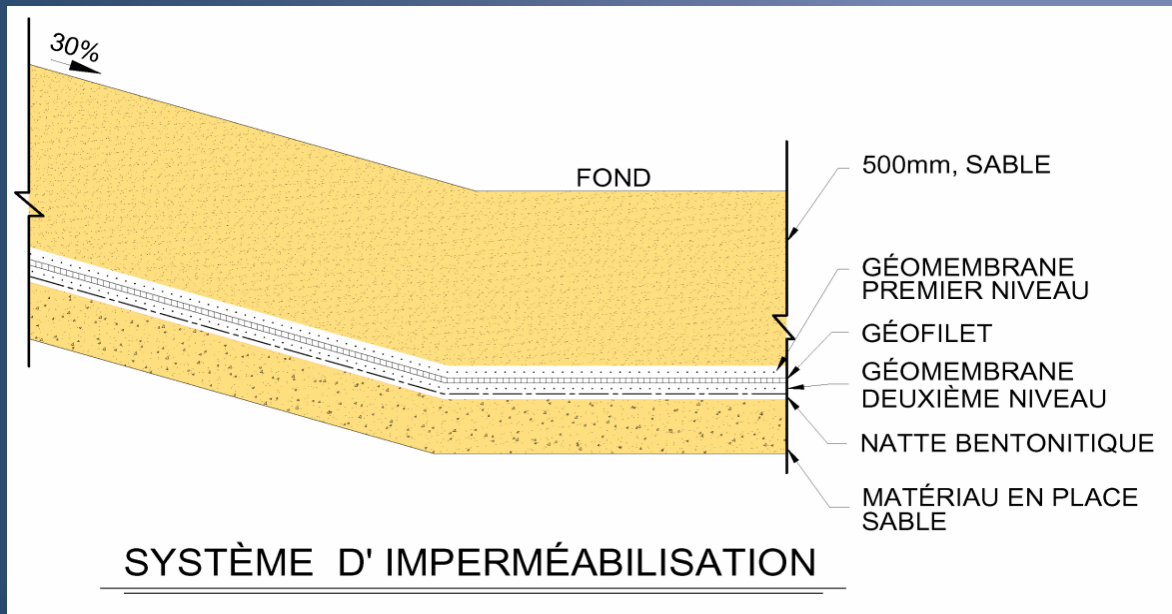 30%
FOND
500mm, SABLE
GÉOMEMBRANE
PREMIER NIVEAU
GÉOFILET
GÉOMEMBRANE
DEUXIÈME NIVEAU
NATTE BENTONITIQUE
MATÉRIAU EN PLACE
SABLE
SYSTÈME D' IMPERMÉABILISATION